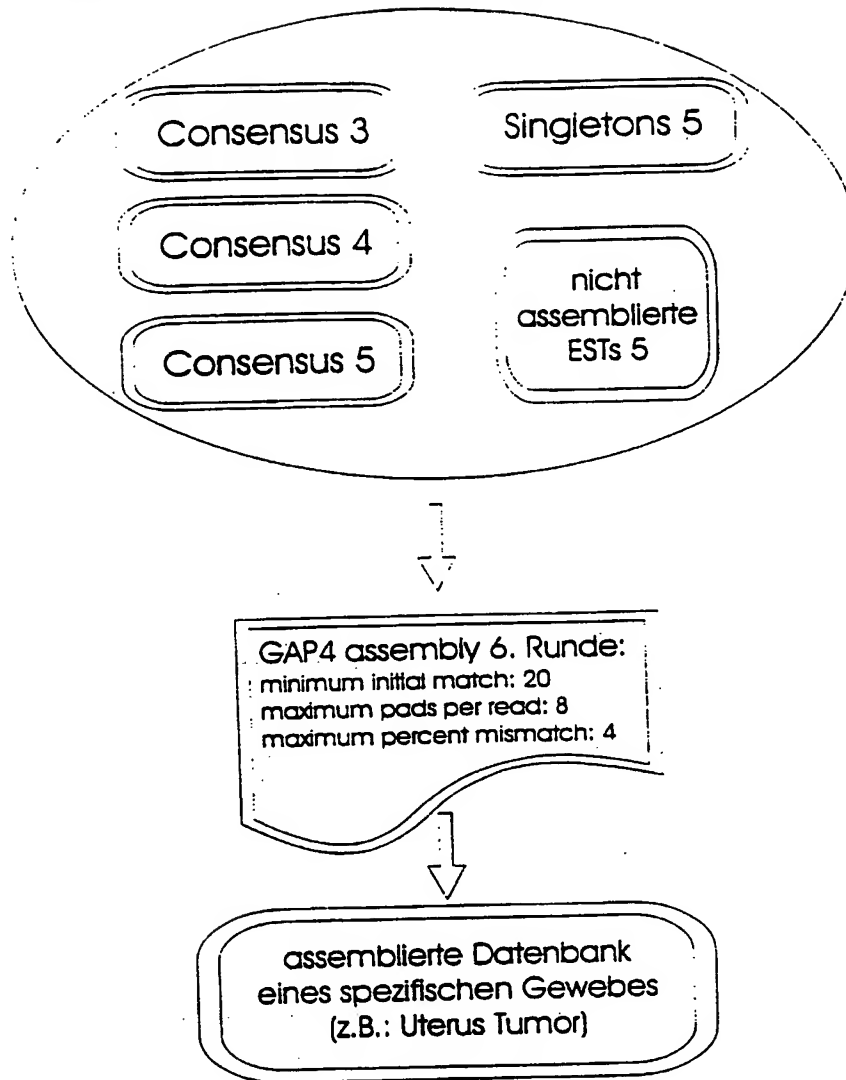 Consensus 3
Singletons 5
Consensus 4
nicht
assemblierte
ESTs 5
Consensus 5
GAP4 assembly 6. Runde:
minimum initial match: 20
maximum pads per read: 8
maximum percent mismatch: 4
assemblierte Datenbank
eines spezifischen Gewebes
(z.B.: Uterus Tumor)